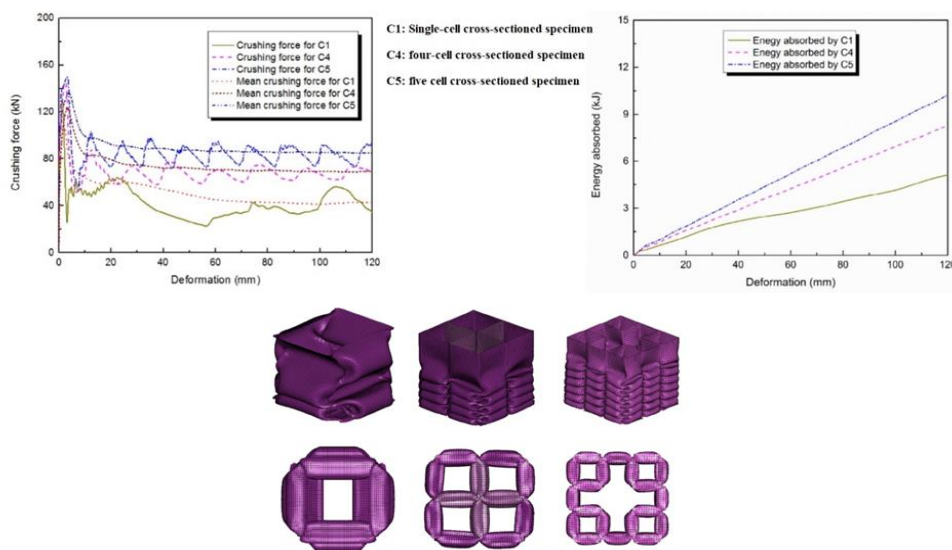 200
160
120
80
40
0
Crushing force (kN)
Crushing force for C1
Crushing force for C4
Crushing force for C5
Mean crushing force for C1
Mean crushing force for C4
Mean crushing force for C5
0 20 40 60 80 100 120
Deformation (mm)
C1: Single-cell cross-sectioned specimen
C4: four-cell cross-sectioned specimen
C5: five cell cross-sectioned specimen
15
12
9
6
3
0
Energy absorbed (kJ)
Enegy absorbed by C1
Enegy absorbed by C4
Enegy absorbed by C5
0 20 40 60 80 100 120
Deformation (mm)